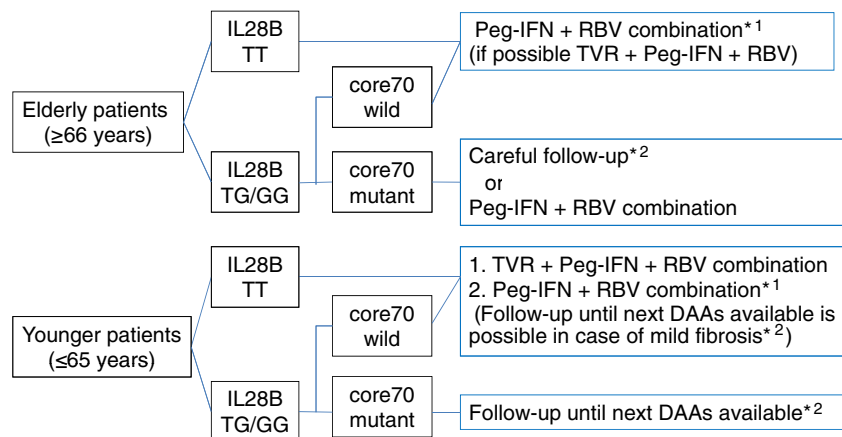 IL28B
TT
Peg-IFN + RBV combination*1
(if possible TVR + Peg-IFN + RBV)
Elderly patients
(≥66 years)
core70
wild
IL28B
TG/GG
core70
mutant
Careful follow-up*2
or
Peg-IFN + RBV combination
IL28B
TT
1. TVR + Peg-IFN + RBV combination
2. Peg-IFN + RBV combination*1
(Follow-up until next DAAs available is
possible in case of mild fibrosis*2)
Younger patients
(≤65 years)
core70
wild
IL28B
TG/GG
core70
mutant
Follow-up until next DAAs available*2